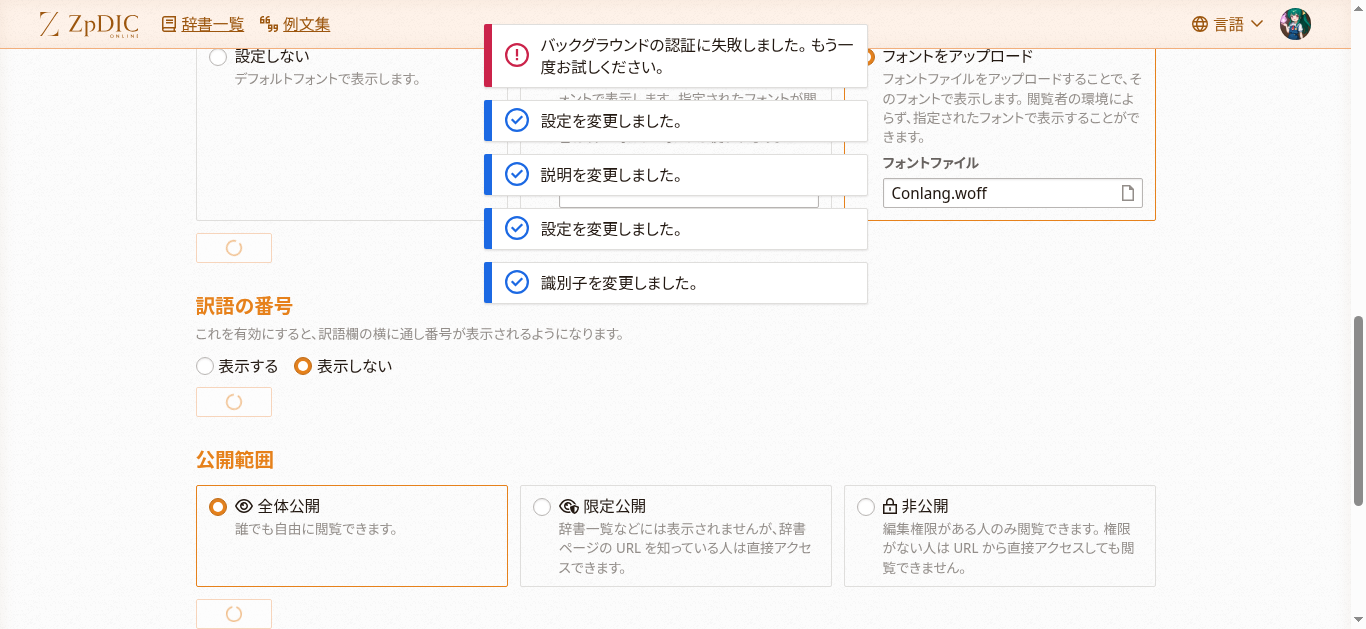 ZpDIC
ONLINE
辞書一覧
例文集
言語
バックグラウンドの認証に失敗しました。もう一
度お試しください。
設定を変更しました。
説明を変更しました。
設定を変更しました。
識別子を変更しました。
設定しない
デフォルトフォントで表示します。
ォントで表示します。指定されたフォントが閲
フォントをアップロード
フォントファイルをアップロードすることで、そ
のフォントで表示します。閲覧者の環境によ
らず、指定されたフォントで表示することがで
きます。
フォントファイル
Conlang.woff
訳語の番号
これを有効にすると、訳語欄の横に通し番号が表示されるようになります。
表示する
表示しない
公開範囲
全体公開
誰でも自由に閲覧できます。
限定公開
辞書一覧などには表示されませんが、辞書
ページの URL を知っている人は直接アクセ
スできます。
非公開
編集権限がある人のみ閲覧できます。権限
がない人は URL から直接アクセスしても閲
覧できません。